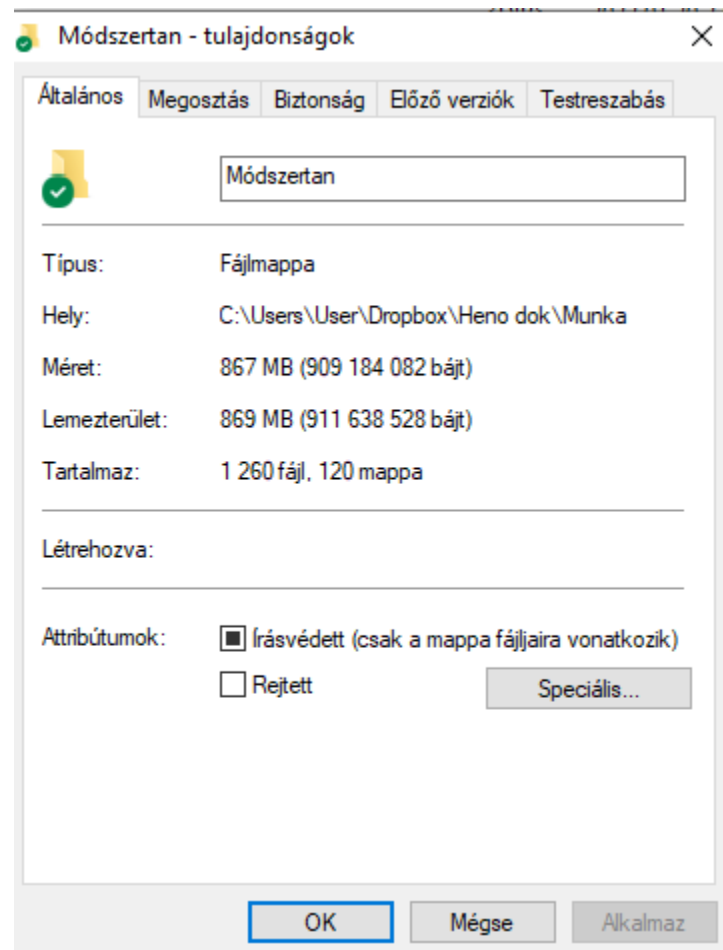 Módszertan - tulajdonságok
Általános Megosztás Biztonság Előző verziók Testreszabás
Módszertan
Típus: Fájlmappa
Hely: C:\Users\User\Dropbox\Heno dok\Munka
Méret: 867 MB (909 184 082 bájt)
Lemezterület: 869 MB (911 638 528 bájt)
Tartalmaz: 1 260 fájl, 120 mappa
Létrehozva:
Attribútumok: Írásvédett (csak a mappa fájljaira vonatkozik)
Rejtett Speciális...
OK Mégse Alkalmaz